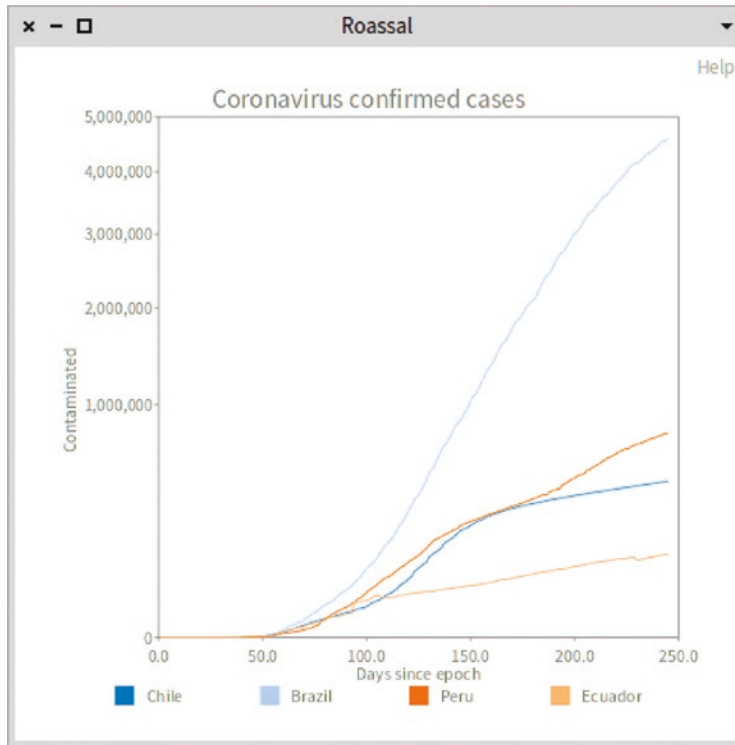 Roassal
Help
Coronavirus confirmed cases
5,000,000
4,000,000
3,000,000
2,000,000
1,000,000
0
Contaminated
0.0 50.0 100.0 150.0 200.0 250.0
Days since epoch
Chile Brazil Peru Ecuador